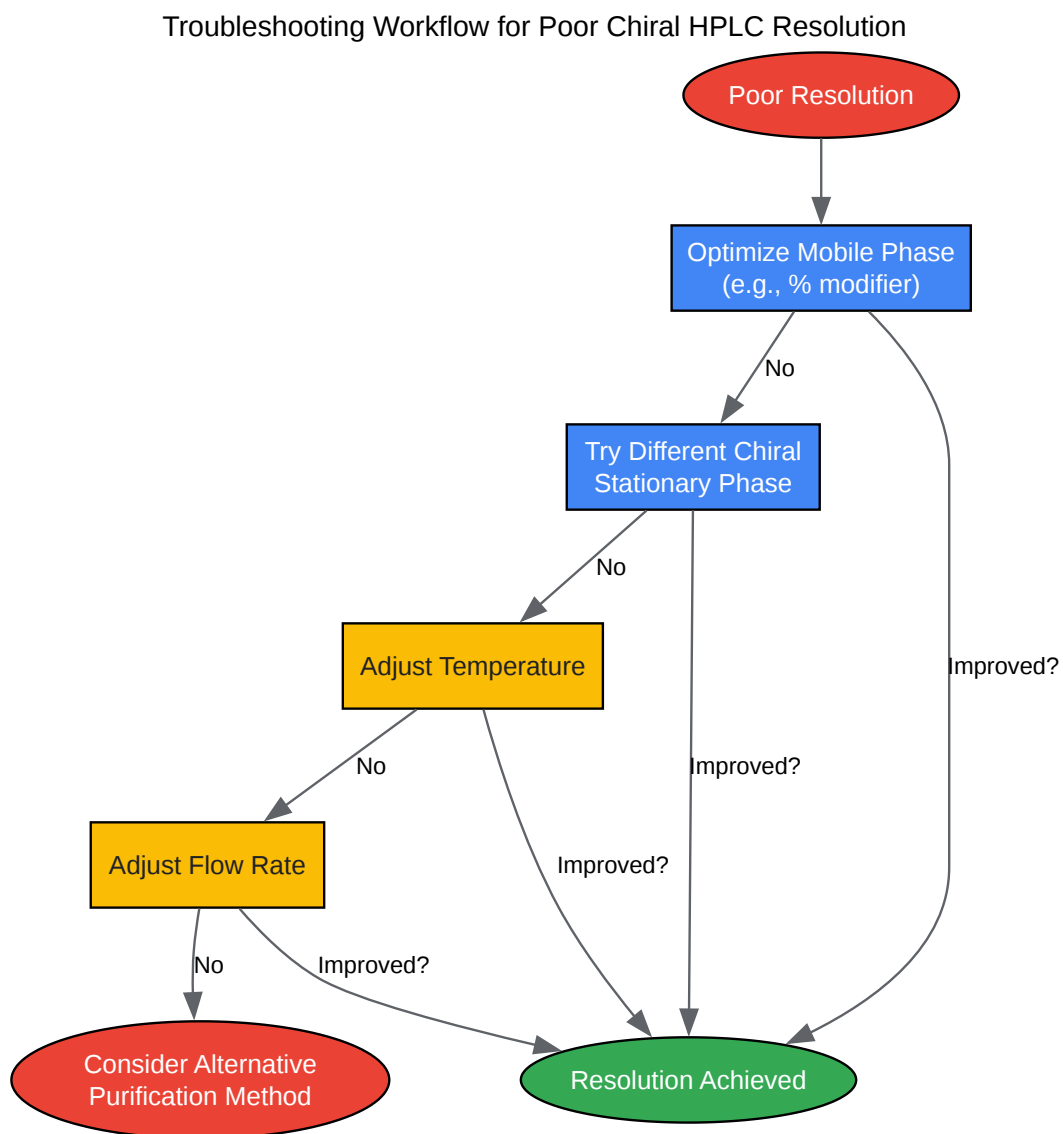 Troubleshooting Workflow for Poor Chiral HPLC Resolution
Poor Resolution
Optimize Mobile Phase
(e.g., % modifier)
No
Try Different Chiral
Stationary Phase
No
Adjust Temperature
Improved?
No
Improved?
Adjust Flow Rate
Improved?
No
Improved?
Consider Alternative
Purification Method
Resolution Achieved